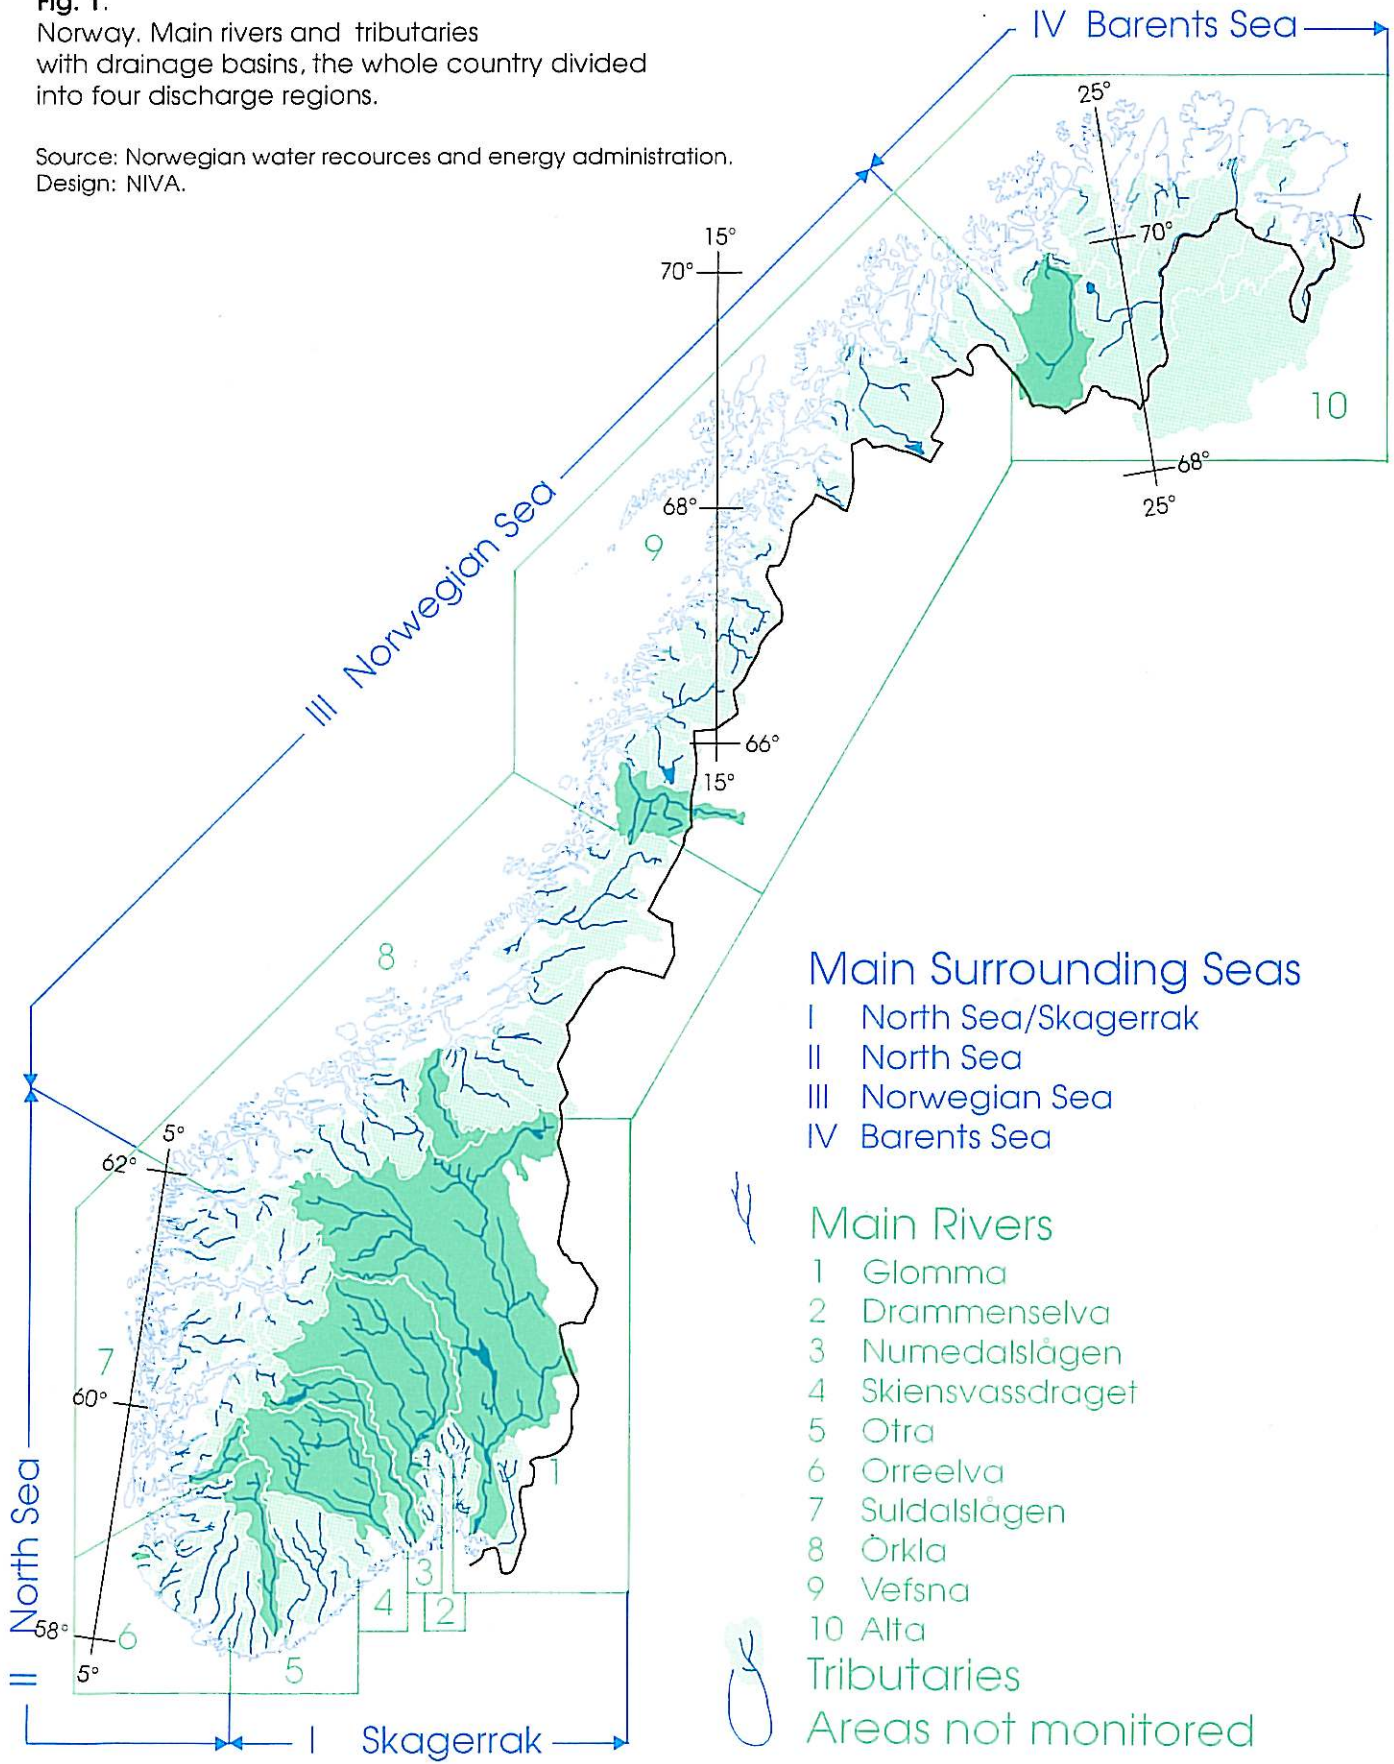 Fig. 1.
Norway. Main rivers and tributaries
with drainage basins, the whole country divided
into four discharge regions.
Source: Norwegian water recources and energy administration.
Design: NIVA.
IV Barents Sea
25°
70°
15°
70°
10
68°
25°
68°
9
III Norwegian Sea
66°
15°
8
5°
62°
7
60°
1
II North Sea
3
4
2
58°
6
5
5°
I Skagerrak
Main Surrounding Seas
I North Sea/Skagerrak
II North Sea
III Norwegian Sea
IV Barents Sea
Main Rivers
1 Glomma
2 Drammenselva
3 Numedalslågen
4 Skiensvassdraget
5 Otra
6 Orreelva
7 Suldalslågen
8 Orkla
9 Vefsna
10 Alta
Tributaries
Areas not monitored